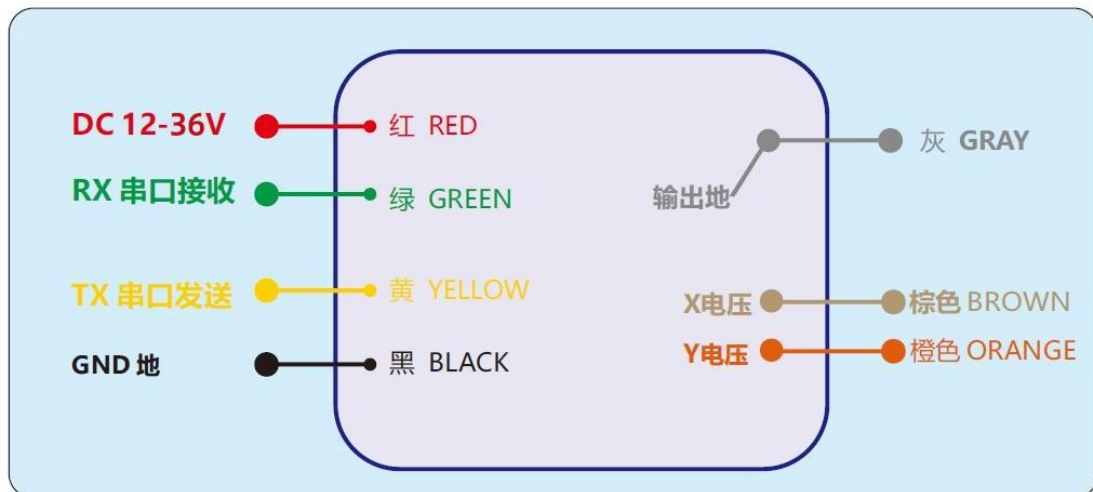 DC 12-36V
红 RED
RX 串口接收
绿 GREEN
TX 串口发送
黄 YELLOW
GND 地
黑 BLACK
灰 GRAY
输出地
X电压
棕色 BROWN
Y电压
橙色 ORANGE